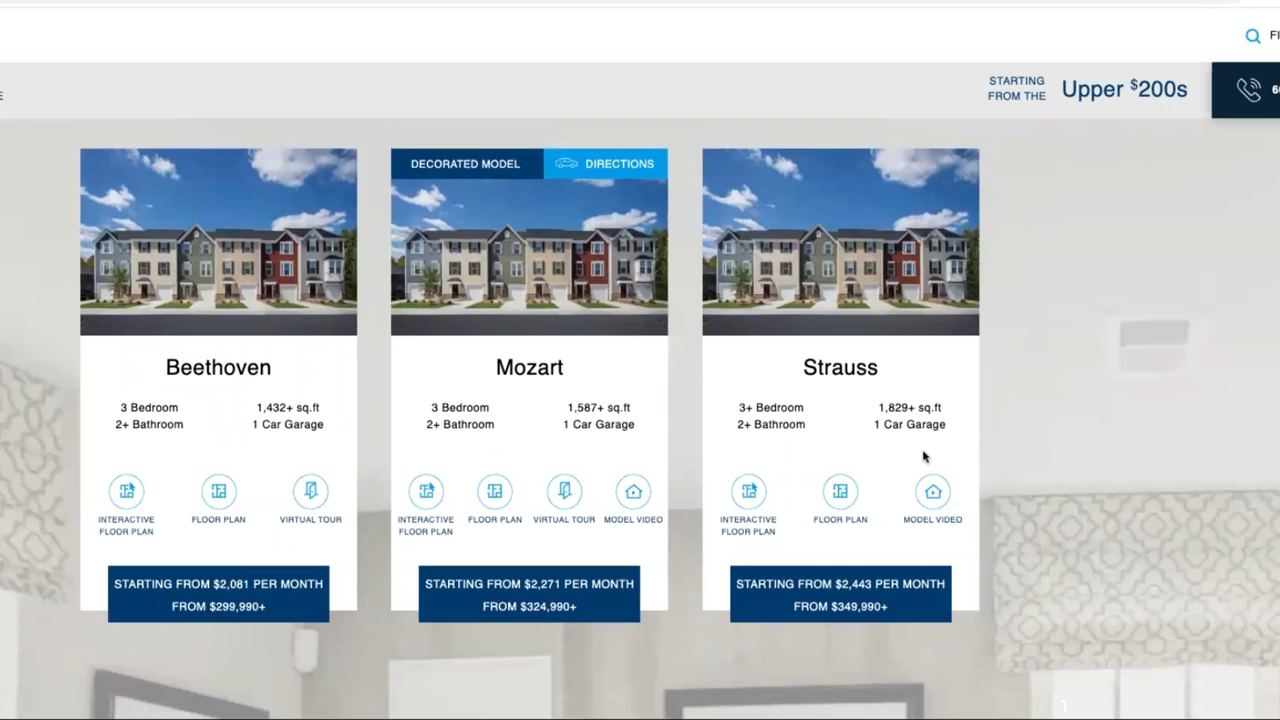 FI
E
STARTING
FROM THE
Upper $200s
6
DECORATED MODEL
DIRECTIONS
Beethoven
3 Bedroom
1,432+ sq.ft
2+ Bathroom
1 Car Garage
INTERACTIVE
FLOOR PLAN
FLOOR PLAN
VIRTUAL TOUR
STARTING FROM $2,081 PER MONTH
FROM $299,990+
Mozart
3 Bedroom
1,587+ sq.ft
2+ Bathroom
1 Car Garage
INTERACTIVE
FLOOR PLAN
FLOOR PLAN
VIRTUAL TOUR
MODEL VIDEO
STARTING FROM $2,271 PER MONTH
FROM $324,990+
Strauss
3+ Bedroom
1,829+ sq.ft
2+ Bathroom
1 Car Garage
INTERACTIVE
FLOOR PLAN
FLOOR PLAN
MODEL VIDEO
STARTING FROM $2,443 PER MONTH
FROM $349,990+